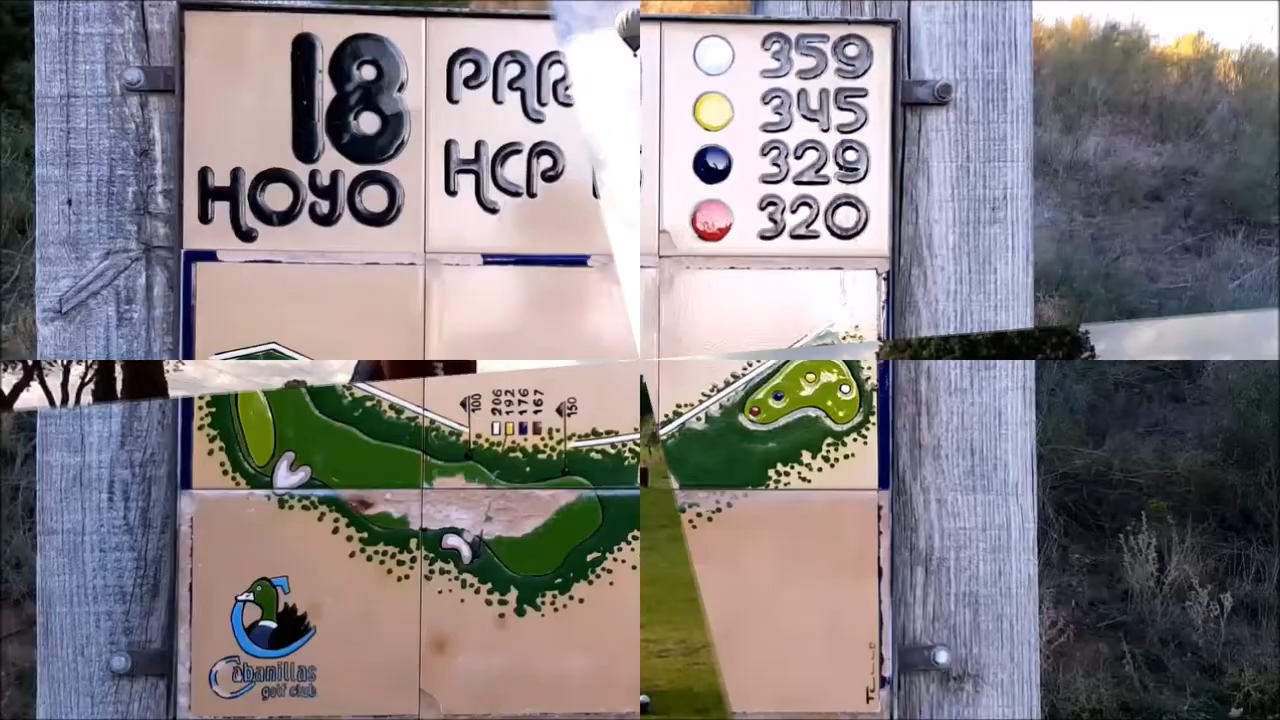 18
HOYO
PAR
HCP
359
345
329
320
100
206
192
176
167
150
Cabanillas
golf club